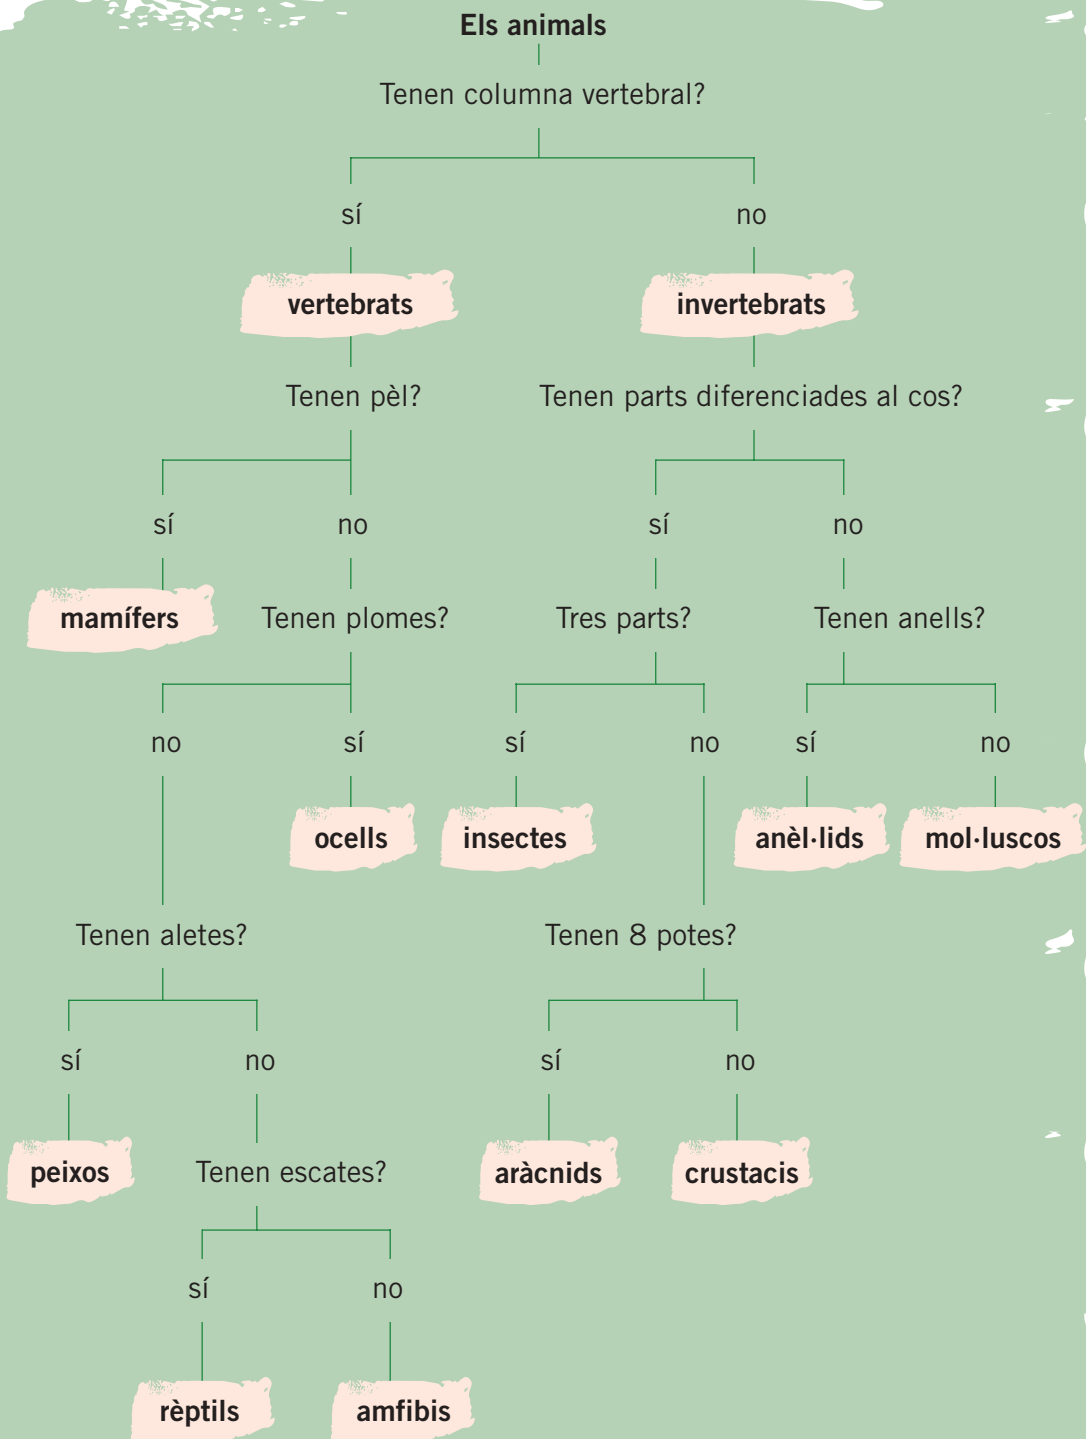 Els animals
Tenen columna vertebral?
sí no
vertebrats invertebrats
Tenen pèl? Tenen parts diferenciades al cos?
sí no sí no
mamífers Tenen plomes? Tres parts? Tenen anells?
no sí sí no sí no
ocells insectes anèl·lids mol·luscos
Tenen aletes? Tenen 8 potes?
sí no sí no
peixos Tenen escates? aràcnids crustacis
sí no
rèptils amfibis